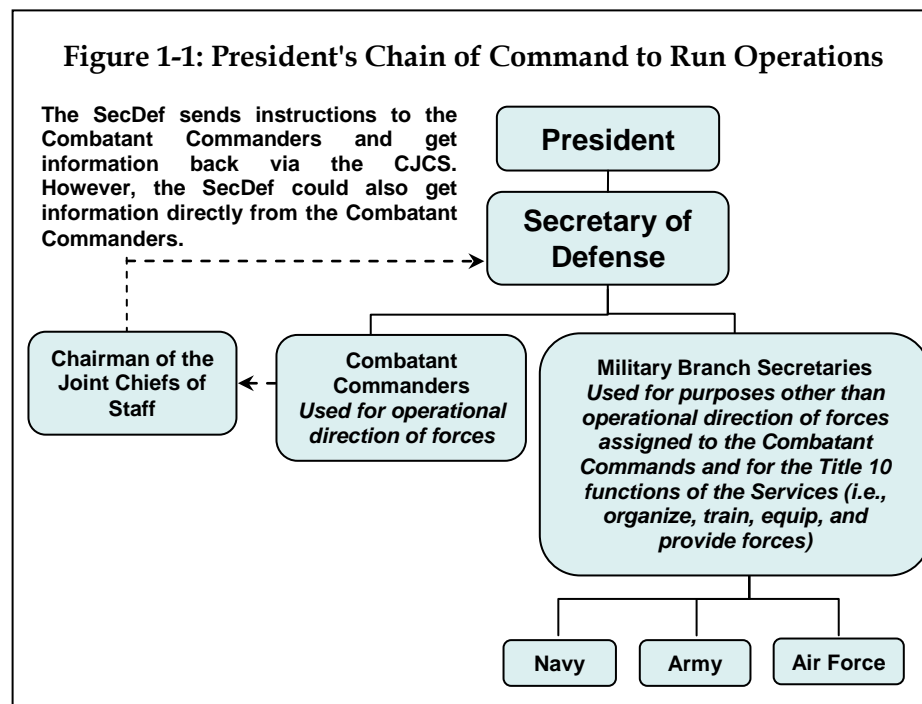 Figure 1-1: President's Chain of Command to Run Operations
The SecDef sends instructions to the
Combatant Commanders and get
information back via the CJCS.
However, the SecDef could also get
information directly from the Combatant
Commanders.
President
Secretary of
Defense
Chairman of the
Joint Chiefs of
Staff
Combatant
Commanders
Used for operational
direction of forces
Military Branch Secretaries
Used for purposes other than
operational direction of forces
assigned to the Combatant
Commands and for the Title 10
functions of the Services (i.e.,
organize, train, equip, and
provide forces)
Navy
Army
Air Force